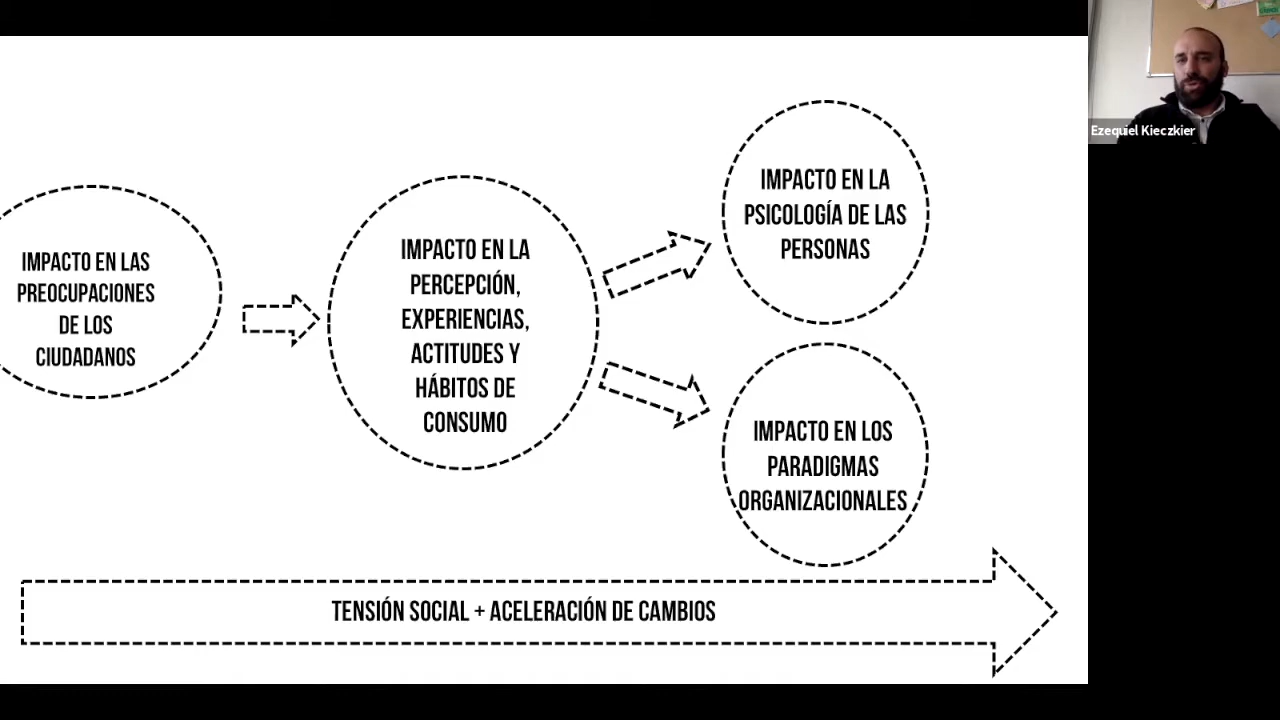 IMPACTO EN LAS
PREOCUPACIONES
DE LOS
CIUDADANOS
IMPACTO EN LA
PERCEPCIÓN,
EXPERIENCIAS,
ACTITUDES Y
HÁBITOS DE
CONSUMO
IMPACTO EN LA
PSICOLOGÍA DE LAS
PERSONAS
IMPACTO EN LOS
PARADIGMAS
ORGANIZACIONALES
TENSIÓN SOCIAL + ACELERACIÓN DE CAMBIOS
Ezequiel Kieczkier